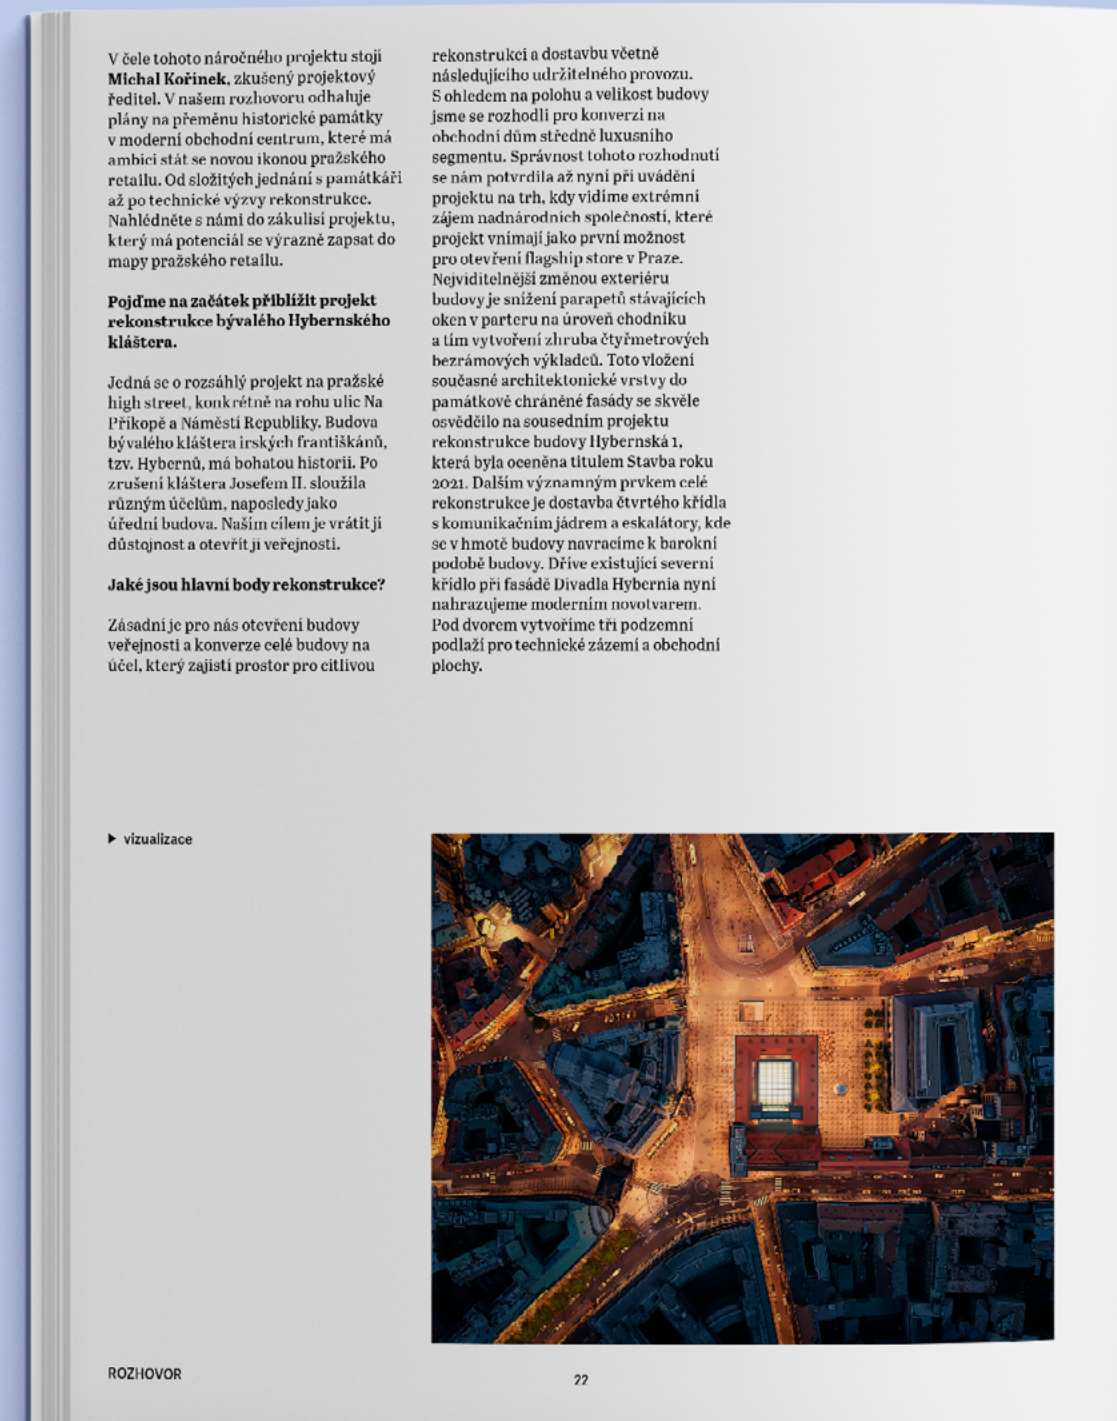 V čele tohoto náročného projektu stojí
Michal Kořínek, zkušený projektový
ředitel. V našem rozhovoru odhaluje
plány na přeměnu historické památky
v moderní obchodní centrum, které má
ambici stát se novou ikonou pražského
retailu. Od složitých jednání s památkáři
až po technické výzvy rekonstrukce.
Nahlédněte s námi do zákulisí projektu,
který má potenciál se výrazně zapsat do
mapy pražského retailu.
Pojďme na začátek přiblížit projekt
rekonstrukce bývalého Hybernského
kláštera.
Jedná se o rozsáhlý projekt na pražské
high street, konkrétně na rohu ulic Na
Příkopě a Náměstí Republiky. Budova
bývalého kláštera irských františkánů,
tzv. Hybernů, má bohatou historii. Po
zrušení kláštera Josefem II. sloužila
různým účelům, naposledy jako
úřední budova. Naším cílem je vrátit jí
důstojnost a otevřít ji veřejnosti.
Jaké jsou hlavní body rekonstrukce?
Zásadní je pro nás otevření budovy
veřejnosti a konverze celé budovy na
účel, který zajistí prostor pro citlivou
rekonstrukci a dostavbu včetně
následujícího udržitelného provozu.
S ohledem na polohu a velikost budovy
jsme se rozhodli pro konverzi na
obchodní dům středně luxusního
segmentu. Správnost tohoto rozhodnutí
se nám potvrdila až nyní při uvádění
projektu na trh, kdy vidíme extrémní
zájem nadnárodních společností, které
projekt vnímají jako první možnost
pro otevření flagship store v Praze.
Nejviditelnější změnou exteriéru
budovy je snížení parapetů stávajících
oken v parteru na úroveň chodníku
a tím vytvoření zhruba čtyřmetrových
bezrámových výkladců. Toto vložení
současné architektonické vrstvy do
památkově chráněné fasády se skvěle
osvědčilo na sousedním projektu
rekonstrukce budovy Hybernská 1,
která byla oceněna titulem Stavba roku
2021. Dalším významným prvkem celé
rekonstrukce je dostavba čtvrtého křídla
s komunikačním jádrem a eskalátory, kde
se v hmotě budovy navracíme k barokní
podobě budovy. Dříve existující severní
křídlo při fasádě Divadla Hybernia nyní
nahrazujeme moderním novotvarem.
Pod dvorem vytvoříme tři podzemní
podlaží pro technické zázemí a obchodní
plochy.
▶ vizualizace
ROZHOVOR
22